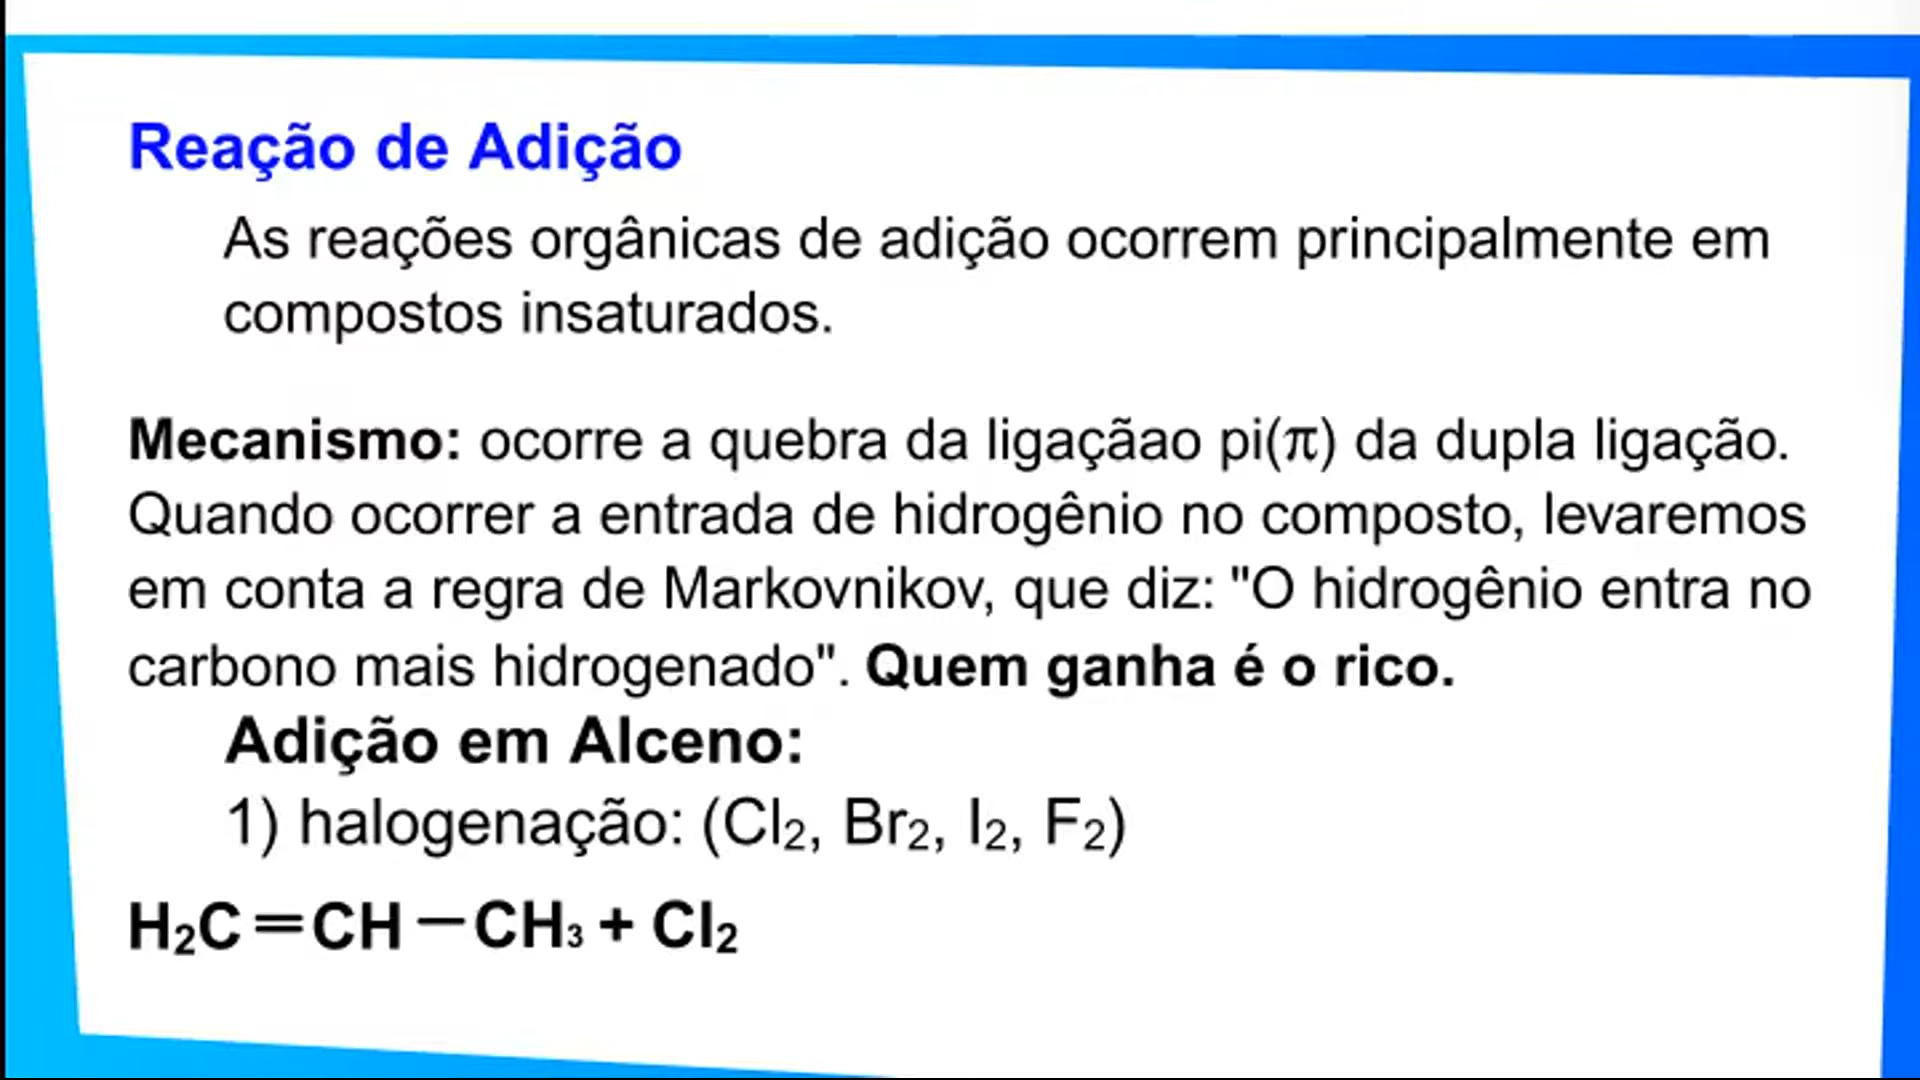 Reação de Adição
As reações orgânicas de adição ocorrem principalmente em
compostos insaturados.
Mecanismo: ocorre a quebra da ligaçãao pi(π) da dupla ligação.
Quando ocorrer a entrada de hidrogênio no composto, levaremos
em conta a regra de Markovnikov, que diz: "O hidrogênio entra no
carbono mais hidrogenado". Quem ganha é o rico.
Adição em Alceno:
1) halogenação: (Cl₂, Br₂, I₂, F₂)
H₂C═CH─CH₃ + Cl₂